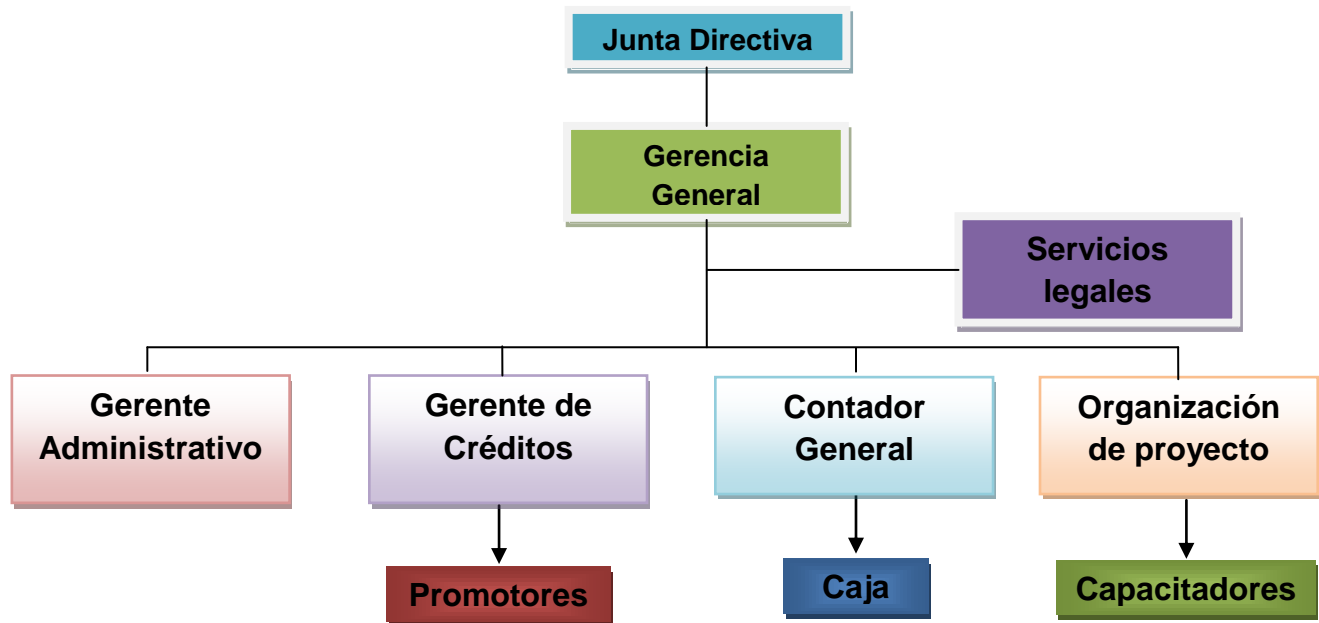 Junta Directiva
Gerencia
General
Servicios
legales
Gerente
Administrativo
Gerente de
Créditos
Contador
General
Organización
de proyecto
Promotores
Caja
Capacitadores